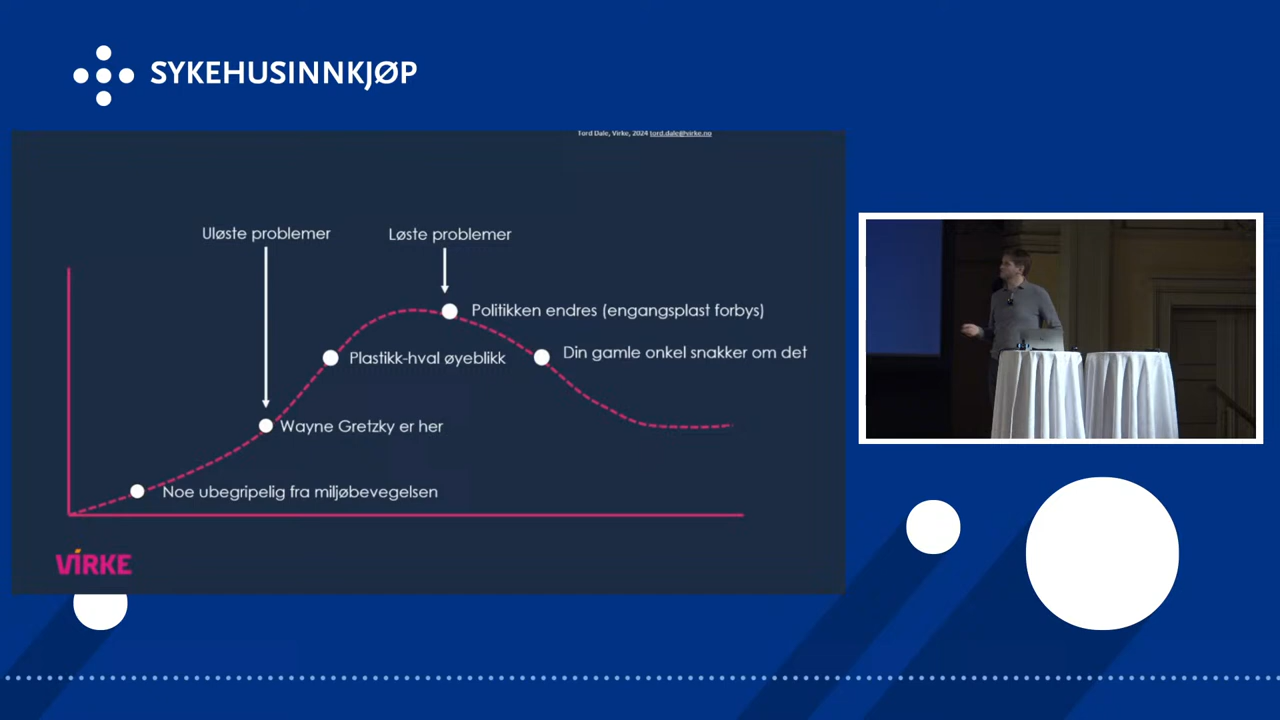 SYKEHUSINNKJØP
Tord Dale, Virke, 2024 tord.dale@virke.no
Uløste problemer
Løste problemer
Politikken endres (engangsplast forbys)
Din gamle onkel snakker om det
Plastikk-hval øyeblikk
Wayne Gretzky er her
Noe ubegripelig fra miljøbevegelsen
VIRKE